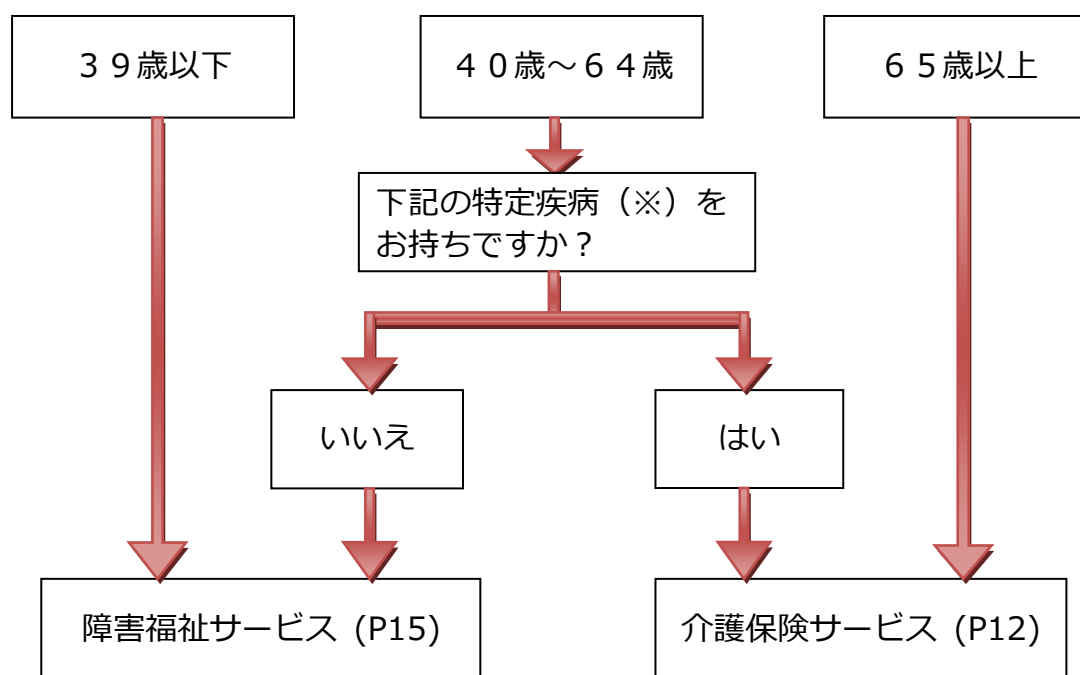 ３９歳以下
４０歳～６４歳
６５歳以上
下記の特定疾病（※）を
お持ちですか？
いいえ
はい
障害福祉サービス (P15)
介護保険サービス (P12)